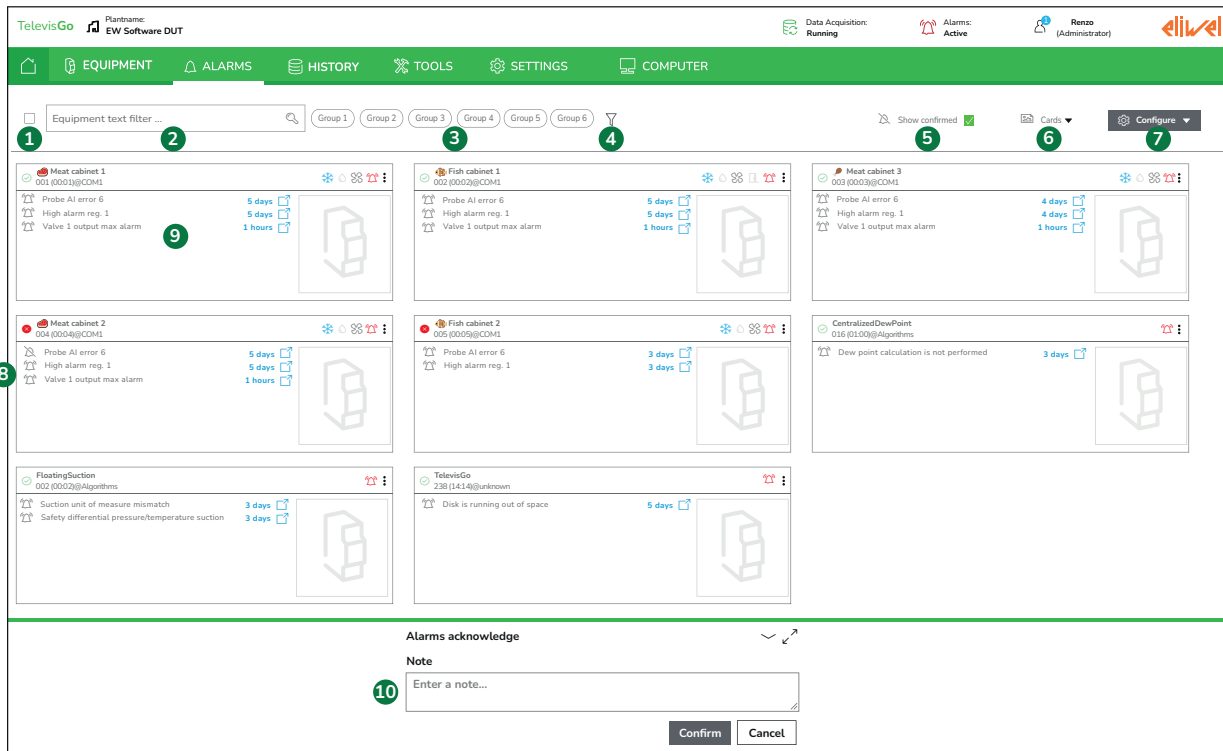 TelevisGo
Plantname:
EW Software DUT
Data Acquisition:
Running
Alarms:
Active
1
Renzo
(Administrator)
eliwel
EQUIPMENT
ALARMS
HISTORY
TOOLS
SETTINGS
COMPUTER
Equipment text filter ...
Group 1
Group 2
Group 3
Group 4
Group 5
Group 6
Show confirmed
Cards
Configure
1
2
3
4
5
6
7
Meat cabinet 1
001 (00:01)@COM1
Probe AI error 6 5 days
High alarm reg. 1 5 days
Valve 1 output max alarm 1 hours
9
Fish cabinet 1
002 (00:02)@COM1
Probe AI error 6 5 days
High alarm reg. 1 5 days
Valve 1 output max alarm 1 hours
Meat cabinet 3
003 (00:03)@COM1
Probe AI error 6 4 days
High alarm reg. 1 4 days
Valve 1 output max alarm 1 hours
Meat cabinet 2
004 (00:04)@COM1
Probe AI error 6 5 days
High alarm reg. 1 5 days
Valve 1 output max alarm 1 hours
8
Fish cabinet 2
005 (00:05)@COM1
Probe AI error 6 3 days
High alarm reg. 1 3 days
CentralizedDewPoint
016 (01:00)@Algorithms
Dew point calculation is not performed 3 days
FloatingSuction
002 (00:02)@Algorithms
Suction unit of measure mismatch 3 days
Safety differential pressure/temperature suction 3 days
TelevisGo
238 (14:14)@unknown
Disk is running out of space 5 days
Alarms acknowledge
Note
10
Enter a note...
Confirm
Cancel